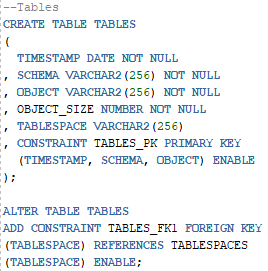 --Tables
CREATE TABLE TABLES
(
TIMESTAMP DATE NOT NULL
, SCHEMA VARCHAR2(256) NOT NULL
, OBJECT VARCHAR2(256) NOT NULL
, OBJECT_SIZE NUMBER NOT NULL
, TABLESPACE VARCHAR2(256)
, CONSTRAINT TABLES_PK PRIMARY KEY
(TIMESTAMP, SCHEMA, OBJECT) ENABLE
);
ALTER TABLE TABLES
ADD CONSTRAINT TABLES_FK1 FOREIGN KEY
(TABLESPACE) REFERENCES TABLESPACES
(TABLESPACE) ENABLE;